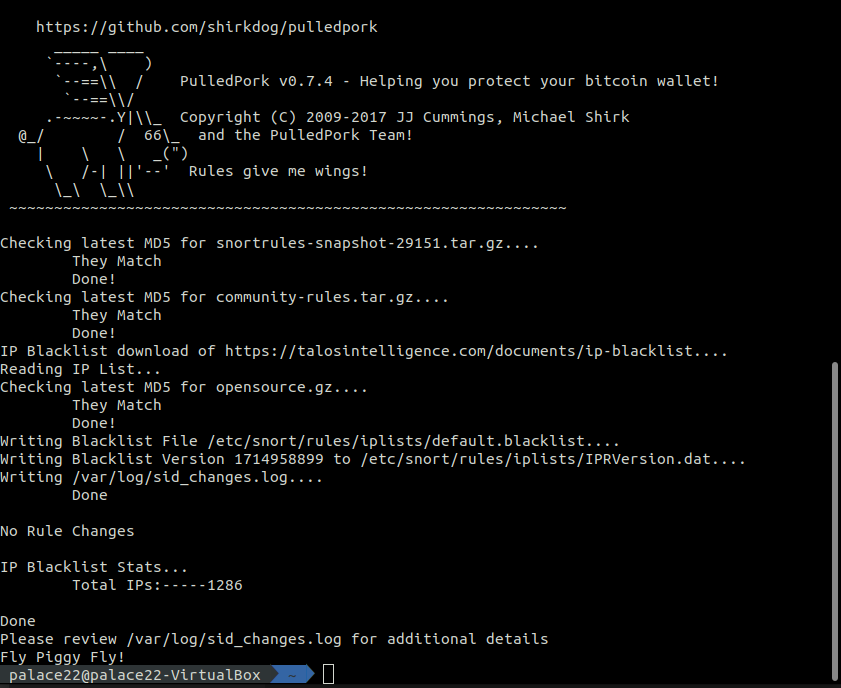 https://github.com/shirkdog/pulledpork
      _____ ____
     `----,\    )
      `--==\\  /    PulledPork v0.7.4 - Helping you protect your bitcoin wallet!
       `--==\\/
     .-~~~~-.Y|\\_  Copyright (C) 2009-2017 JJ Cummings, Michael Shirk
  @_/        /  66\_  and the PulledPork Team!
    |    \   \   _(")
     \   /-| ||'--'  Rules give me wings!
      \_\  \_\\
 ~~~~~~~~~~~~~~~~~~~~~~~~~~~~~~~~~~~~~~~~~~~~~~~~~~~~~~~~~~~~~~
Checking latest MD5 for snortrules-snapshot-29151.tar.gz....
        They Match
        Done!
Checking latest MD5 for community-rules.tar.gz....
        They Match
        Done!
IP Blacklist download of https://talosintelligence.com/documents/ip-blacklist....
Reading IP List...
Checking latest MD5 for opensource.gz....
        They Match
        Done!
Writing Blacklist File /etc/snort/rules/iplists/default.blacklist....
Writing Blacklist Version 1714958899 to /etc/snort/rules/iplists/IPRVersion.dat....
Writing /var/log/sid_changes.log....
        Done
No Rule Changes
IP Blacklist Stats...
        Total IPs:-----1286
Done
Please review /var/log/sid_changes.log for additional details
Fly Piggy Fly!
palace22@palace22-VirtualBox ~